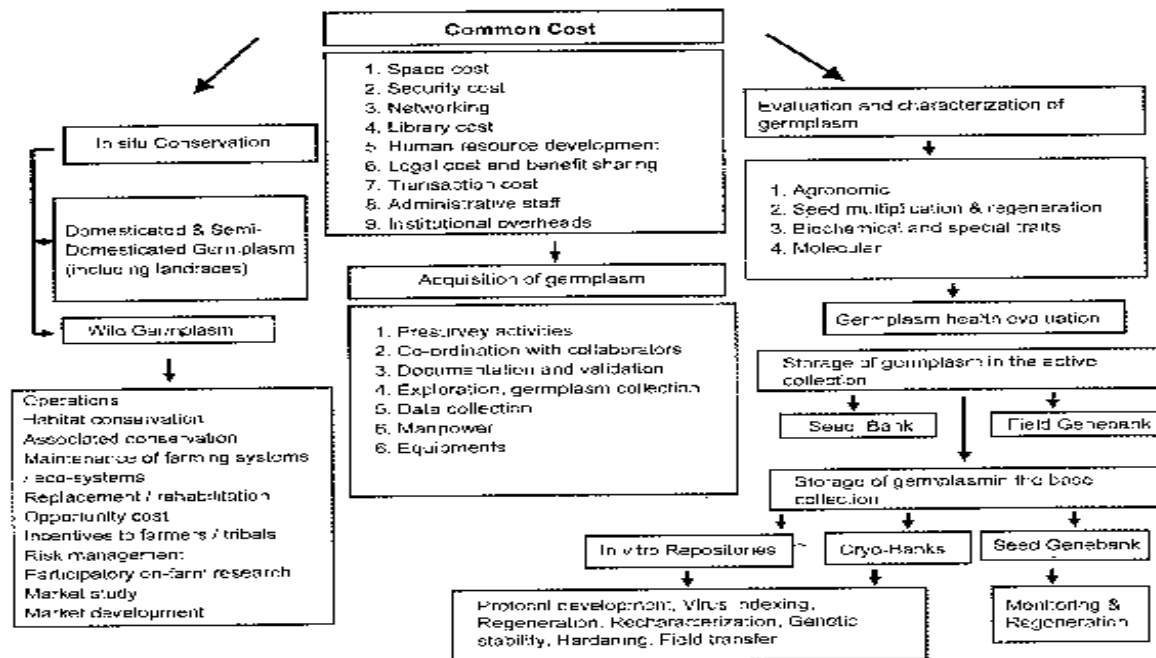 Common Cost
1. Space cost
2. Security cost
3. Networking
4. Library cost
5. Human resource development
6. Legal cost and benefit sharing
7. Transaction cost
8. Administrative staff
9. Institutional overheads
In situ Conservation
Domesticated & Semi-
Domesticated Germplasm
(including landraces)
Wild Germplasm
Operations
Habitat conservation
Associated conservation
Maintenance of farming systems
/ eco-systems
Replacement / rehabilitation
Opportunity cost
Incentives to farmers / tribals
Risk management
Participatory on-farm research
Market study
Market development
Acquisition of germplasm
1. Presurvey activities
2. Co-ordination with collaborators
3. Documentation and validation
4. Exploration, germplasm collection
5. Data collection
6. Manpower
6. Equipments
Evaluation and characterization of
germplasm
1. Agronomic
2. Seed multiplication & regeneration
3. Biochemical and special traits
4. Molecular
Germplasm health evaluation
Storage of germplasm in the active
collection
Seed Bank
Field Genebank
Storage of germplasm in the base
collection
In vitro Repositories
Cryo-Banks
Seed Genebank
Protocol development, Virus indexing,
Regeneration, Recharacterization, Genetic
stability, Hardening, Field transfer
Monitoring &
Regeneration